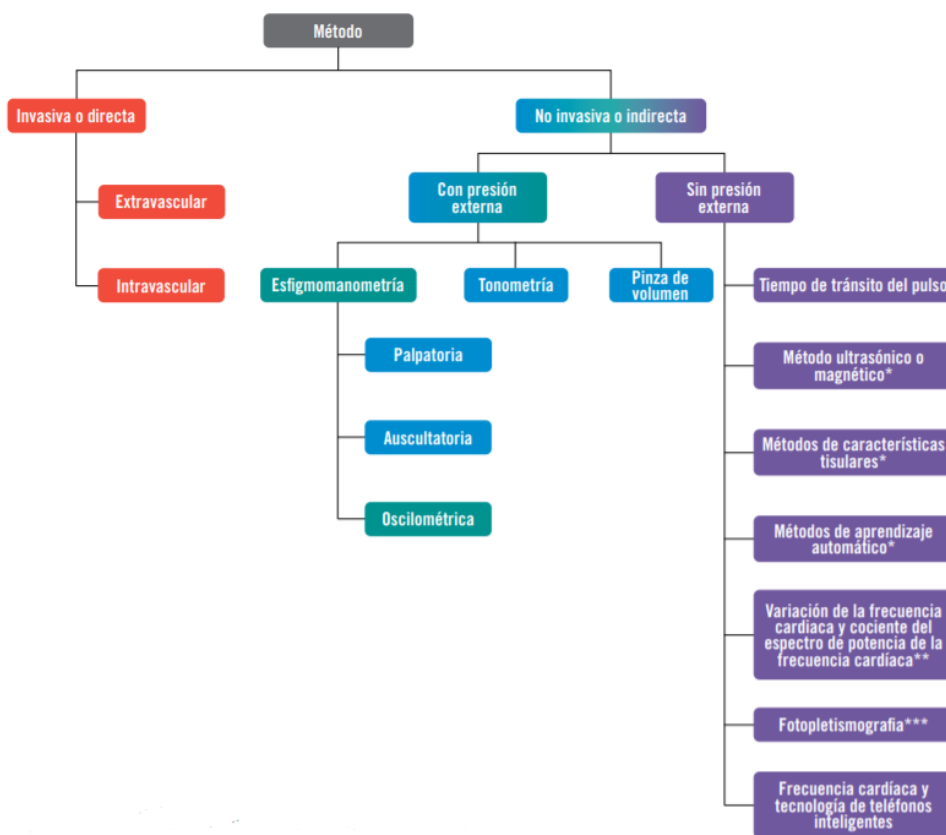 Método
Invasiva o directa
No invasiva o indirecta
Extravascular
Intravascular
Con presión
externa
Sin presión
externa
Esfigmomanometría
Tonometría
Pinza de
volumen
Palpatoria
Auscultatoria
Oscilométrica
Tiempo de tránsito del pulso
Método ultrasónico o
magnético*
Métodos de características
tisulares*
Métodos de aprendizaje
automático*
Variación de la frecuencia
cardiaca y cociente del
espectro de potencia de la
frecuencia cardíaca**
Fotopletismografia***
Frecuencia cardíaca y
tecnología de teléfonos
inteligentes